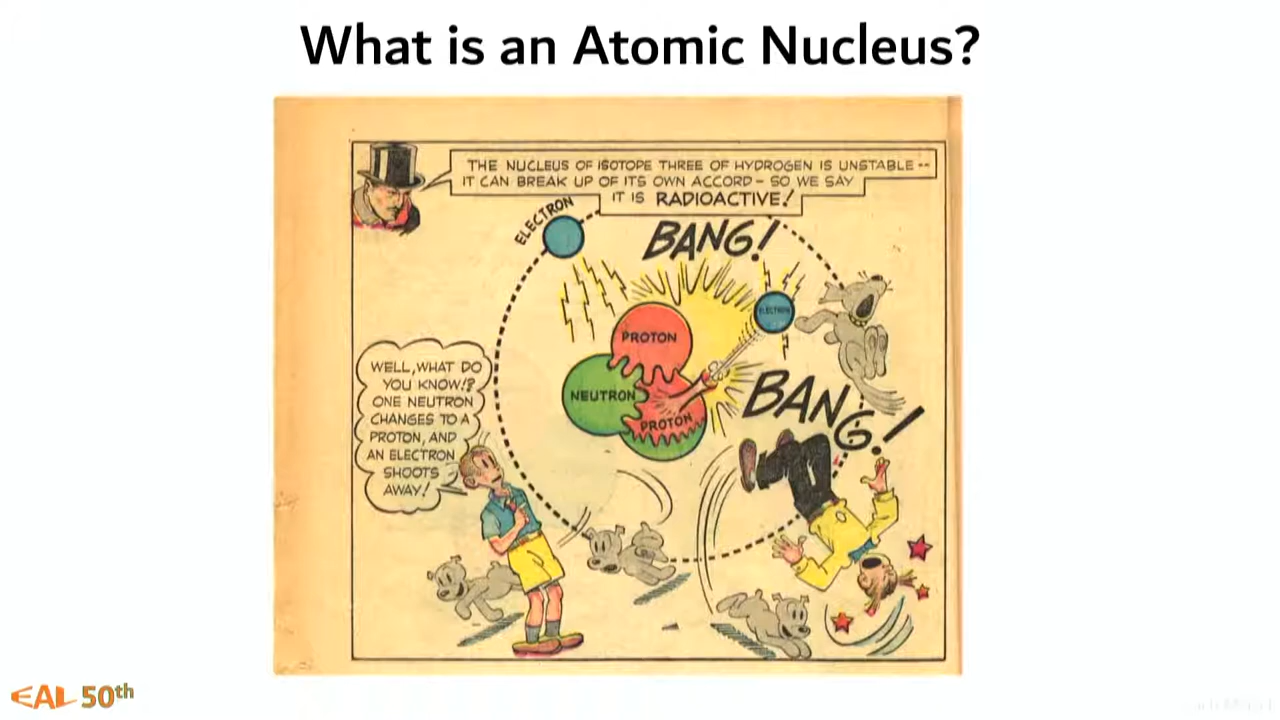 What is an Atomic Nucleus?
THE NUCLEUS OF ISOTOPE THREE OF HYDROGEN IS UNSTABLE --
IT CAN BREAK UP OF ITS OWN ACCORD - SO WE SAY
IT IS RADIOACTIVE!
ELECTRON
BANG!
ELECTRON
PROTON
NEUTRON
PROTON
BANG!
WELL, WHAT DO
YOU KNOW!?
ONE NEUTRON
CHANGES TO A
PROTON, AND
AN ELECTRON
SHOOTS
AWAY!
EAL 50th